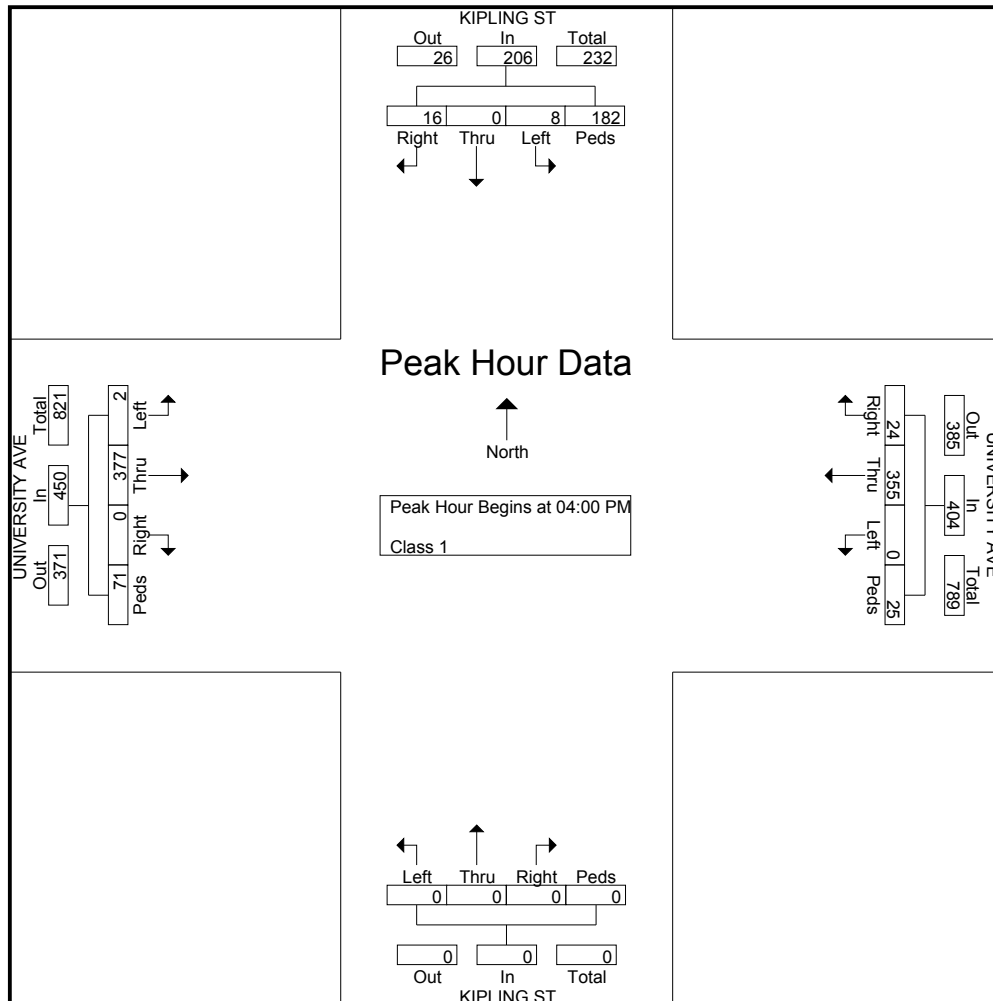 KIPLING ST
Out In Total
26 206 232
16 0 8 182
Right Thru Left Peds
Peak Hour Data
North
Peak Hour Begins at 04:00 PM
Class 1
UNIVERSITY AVE
Total In Out
821 450 371
2 377 0 71
Left Thru Right Peds
Right Thru Left Peds
24 355 0 25
385 404 789
Out In Total
UNIVERSITY AVE
Left Thru Right Peds
0 0 0 0
0 0 0
Out In Total
KIPLING ST